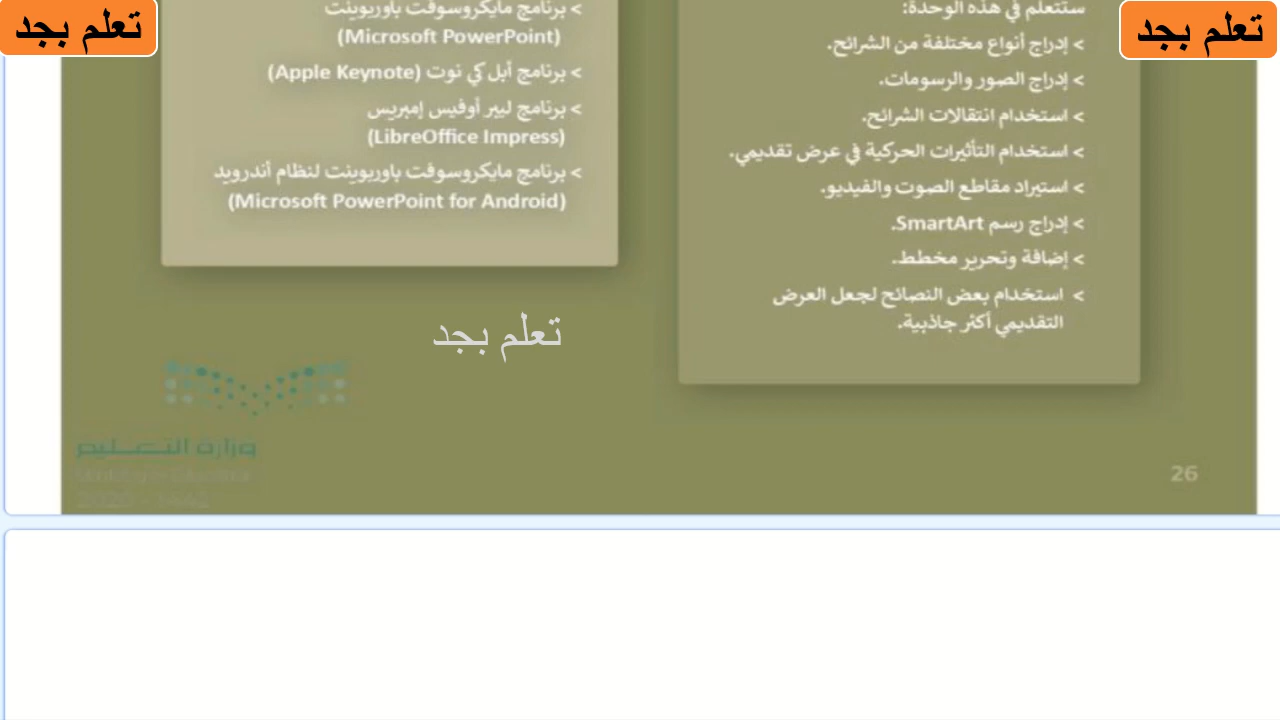 تعلم بجد
تعلم بجد
ستتعلم في هذه الوحدة:
> إدراج أنواع مختلفة من الشرائح.
> إدراج الصور والرسومات.
> استخدام انتقالات الشرائح.
> استخدام التأثيرات الحركية في عرض تقديمي.
> استيراد مقاطع الصوت والفيديو.
> إدراج رسم SmartArt.
> إضافة وتحرير مخطط.
> استخدام بعض النصائح لجعل العرض
التقديمي أكثر جاذبية.
> برنامج مايكروسوفت باوربوينت
(Microsoft PowerPoint)
> برنامج أبل كي نوت (Apple Keynote)
> برنامج ليبر أوفيس إمبريس
(LibreOffice Impress)
> برنامج مايكروسوفت باوربوينت لنظام أندرويد
(Microsoft PowerPoint for Android)
تعلم بجد
وزارة التعليم
26